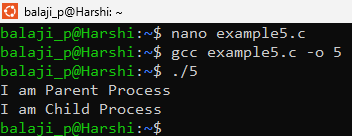 balaji_p@Harshi: ~
balaji_p@Harshi:~$ nano example5.c
balaji_p@Harshi:~$ gcc example5.c -o 5
balaji_p@Harshi:~$ ./5
I am Parent Process
I am Child Process
balaji_p@Harshi:~$